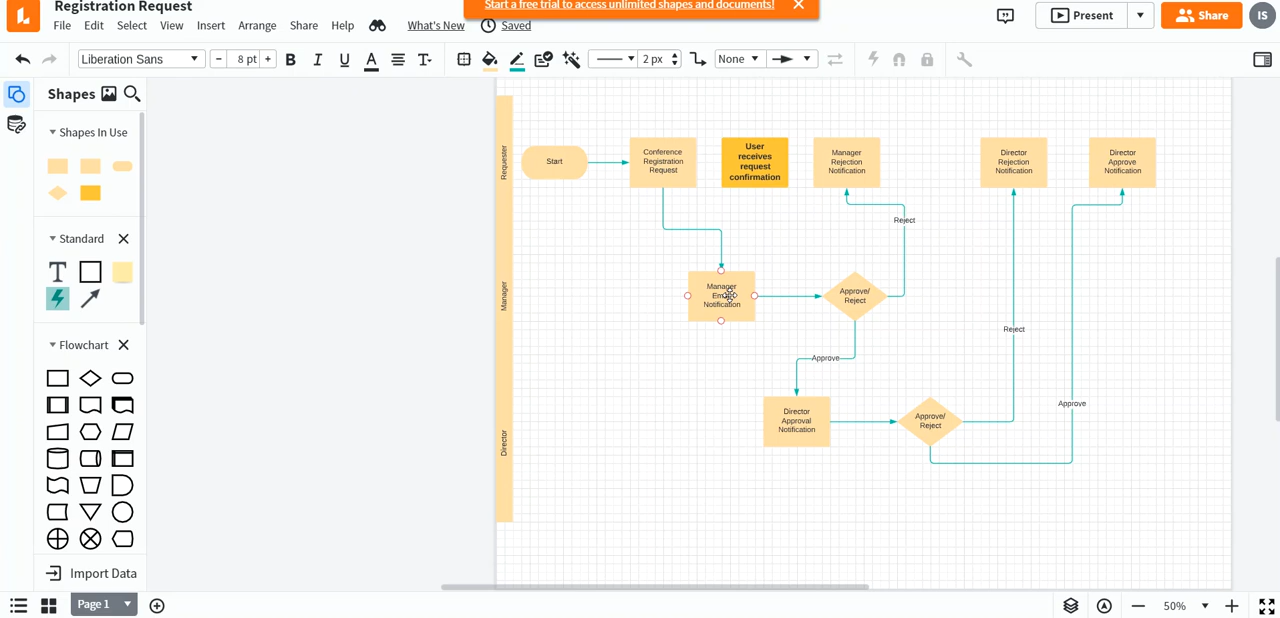 Registration Request
Start a free trial to access unlimited shapes and documents!
File Edit Select View Insert Arrange Share Help What's New Saved
Present Share IS
Liberation Sans 8 pt B I U A T 2 px None
Shapes
Shapes In Use
Standard
T
Flowchart
Import Data
Requester
Start
Conference
Registration
Request
User
receives
request
confirmation
Manager
Rejection
Notification
Director
Rejection
Notification
Director
Approve
Notification
Reject
Manager
Manager
Email
Notification
Approve/
Reject
Reject
Approve
Director
Director
Approval
Notification
Approve/
Reject
Approve
Page 1
50%